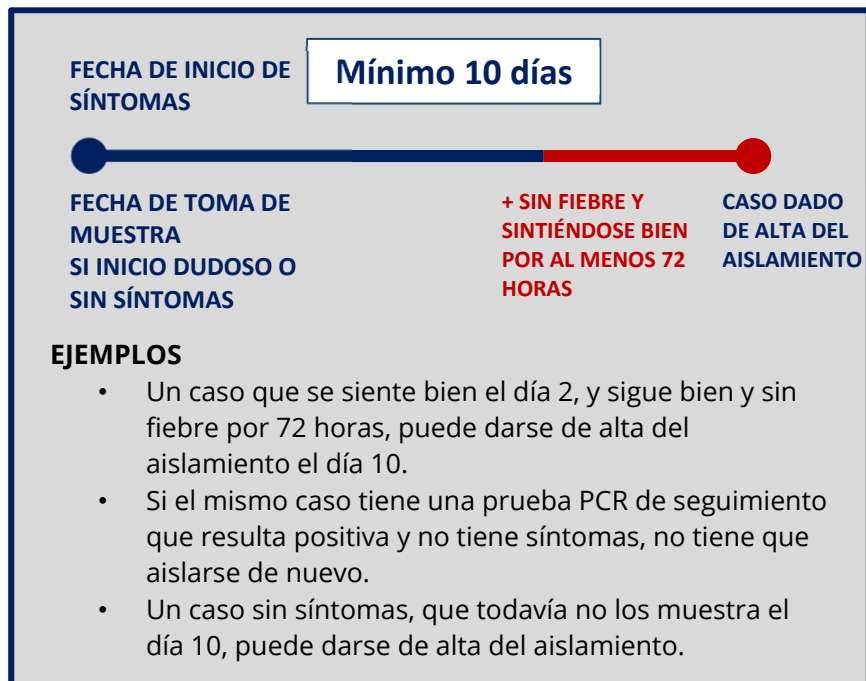 FECHA DE INICIO DE
SÍNTOMAS
Mínimo 10 días
FECHA DE TOMA DE
MUESTRA
SI INICIO DUDOSO O
SIN SÍNTOMAS
+ SIN FIEBRE Y
SINTIÉNDOSE BIEN
POR AL MENOS 72
HORAS
CASO DADO
DE ALTA DEL
AISLAMIENTO
EJEMPLOS
• Un caso que se siente bien el día 2, y sigue bien y sin
fiebre por 72 horas, puede darse de alta del
aislamiento el día 10.
• Si el mismo caso tiene una prueba PCR de seguimiento
que resulta positiva y no tiene síntomas, no tiene que
aislarse de nuevo.
• Un caso sin síntomas, que todavía no los muestra el
día 10, puede darse de alta del aislamiento.